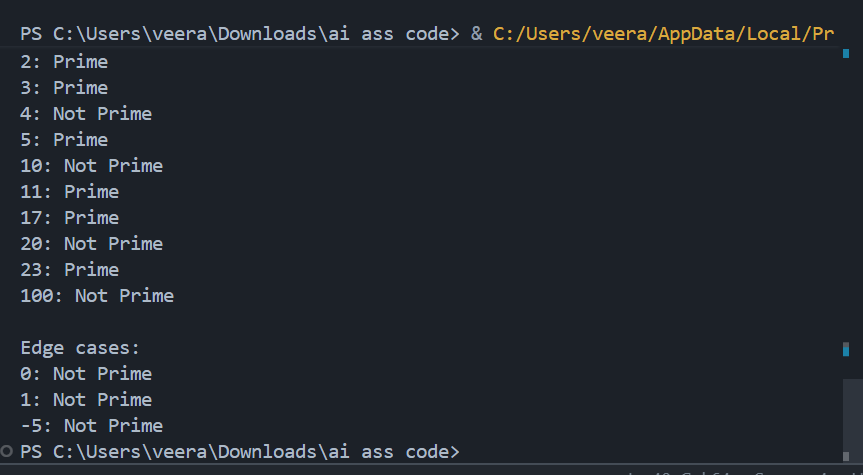 PS C:\Users\veera\Downloads\ai ass code> & C:/Users/veera/AppData/Local/Pr
2: Prime
3: Prime
4: Not Prime
5: Prime
10: Not Prime
11: Prime
17: Prime
20: Not Prime
23: Prime
100: Not Prime
Edge cases:
0: Not Prime
1: Not Prime
-5: Not Prime
PS C:\Users\veera\Downloads\ai ass code>